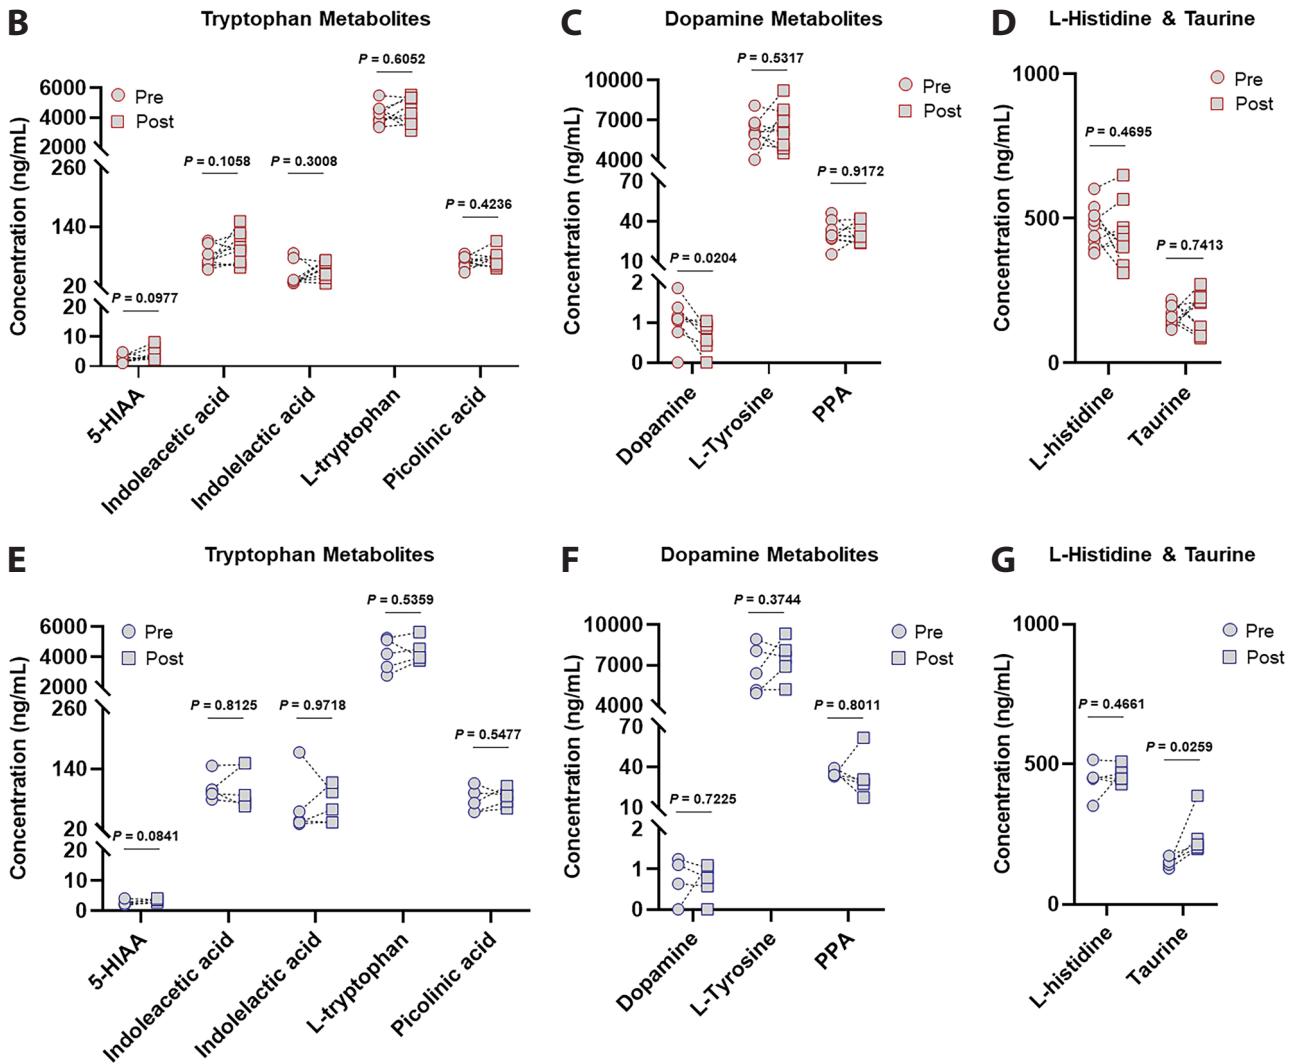 B
Tryptophan Metabolites
Concentration (ng/mL)
6000
4000
2000
260
140
20
20
10
0
Pre
Post
P = 0.0977
P = 0.1058
P = 0.3008
P = 0.6052
P = 0.4236
5-HIAA
Indoleacetic acid
Indolelactic acid
L-tryptophan
Picolinic acid
C
Dopamine Metabolites
Concentration (ng/mL)
10000
7000
4000
70
40
10
2
1
0
Pre
Post
P = 0.0204
P = 0.5317
P = 0.9172
Dopamine
L-Tyrosine
PPA
D
L-Histidine & Taurine
Concentration (ng/mL)
1000
500
0
Pre
Post
P = 0.4695
P = 0.7413
L-histidine
Taurine
E
Tryptophan Metabolites
Concentration (ng/mL)
6000
4000
2000
260
140
20
20
10
0
Pre
Post
P = 0.0841
P = 0.8125
P = 0.9718
P = 0.5359
P = 0.5477
5-HIAA
Indoleacetic acid
Indolelactic acid
L-tryptophan
Picolinic acid
F
Dopamine Metabolites
Concentration (ng/mL)
10000
7000
4000
70
40
10
2
1
0
Pre
Post
P = 0.7225
P = 0.3744
P = 0.8011
Dopamine
L-Tyrosine
PPA
G
L-Histidine & Taurine
Concentration (ng/mL)
1000
500
0
Pre
Post
P = 0.4661
P = 0.0259
L-histidine
Taurine